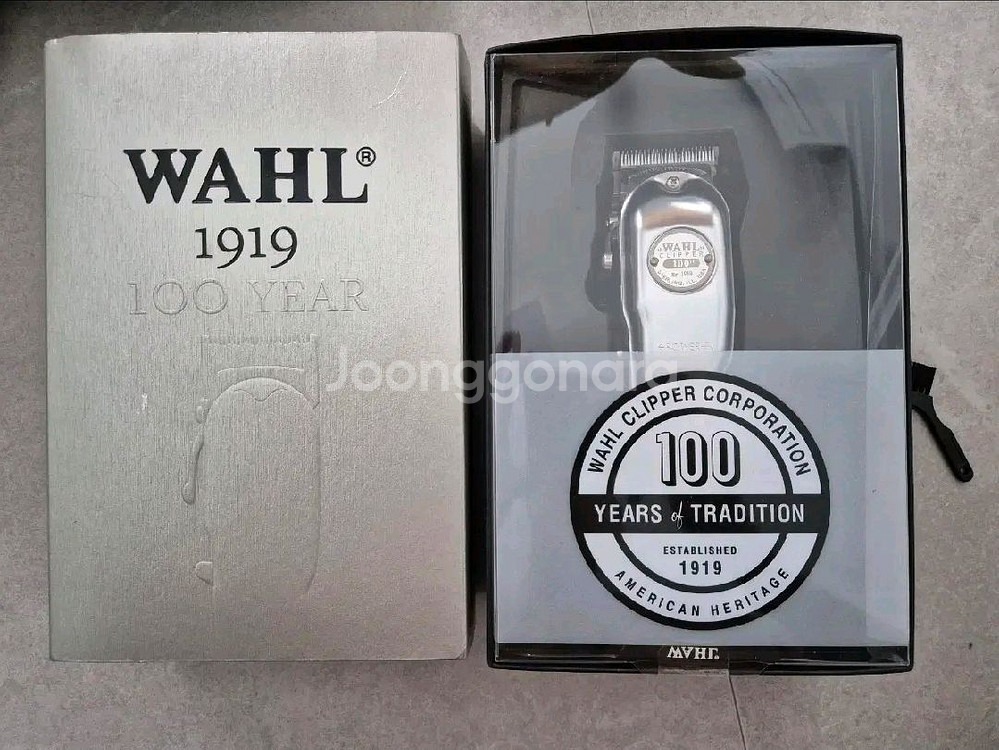 WAHL®
1919
100 YEAR
WAHL
CLIPPER
100
Joonggonara
WAHL CLIPPER CORPORATION
100
YEARS of TRADITION
ESTABLISHED
1919
AMERICAN HERITAGE
WAHL